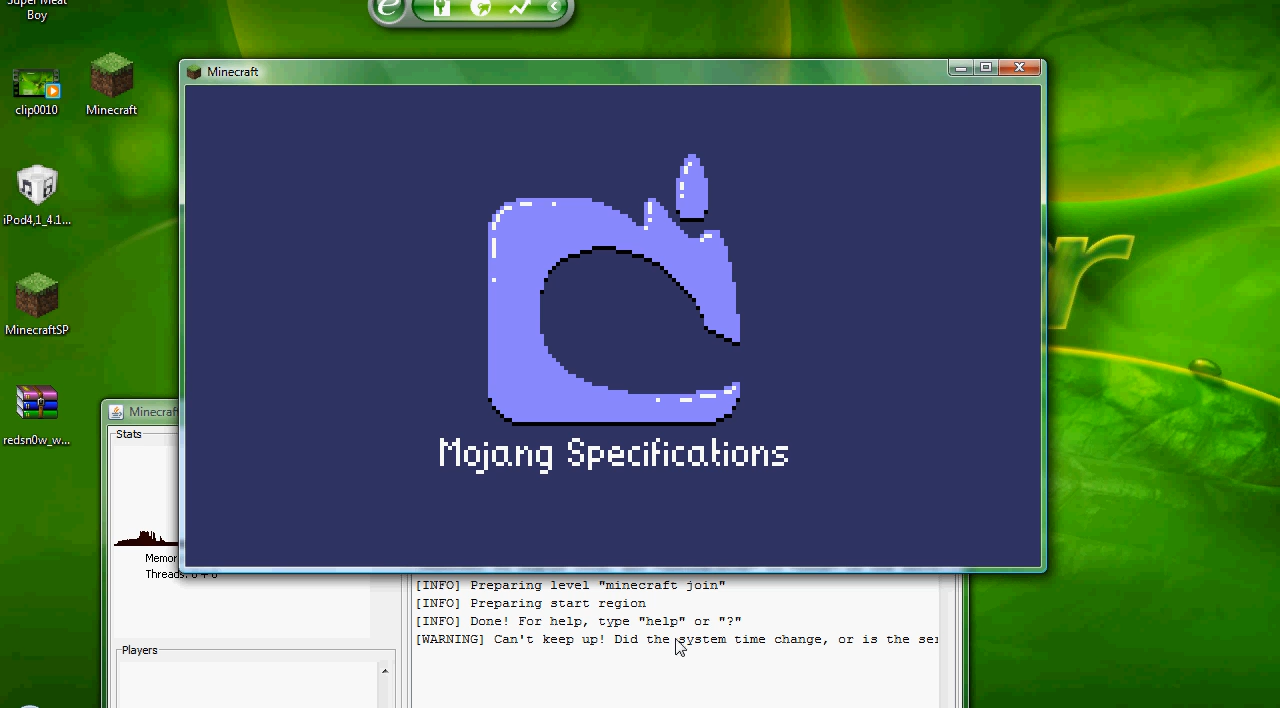 Super Meat
Boy
clip0010
Minecraft
iPod4,1_4.1...
MinecraftSP
redsn0w_w...
Minecraft
Mojang Specifications
Minecraft
Stats
Memor
Threads:
[INFO] Preparing level "minecraft join"
[INFO] Preparing start region
[INFO] Done! For help, type "help" or "?"
[WARNING] Can't keep up! Did the system time change, or is the ser
Players